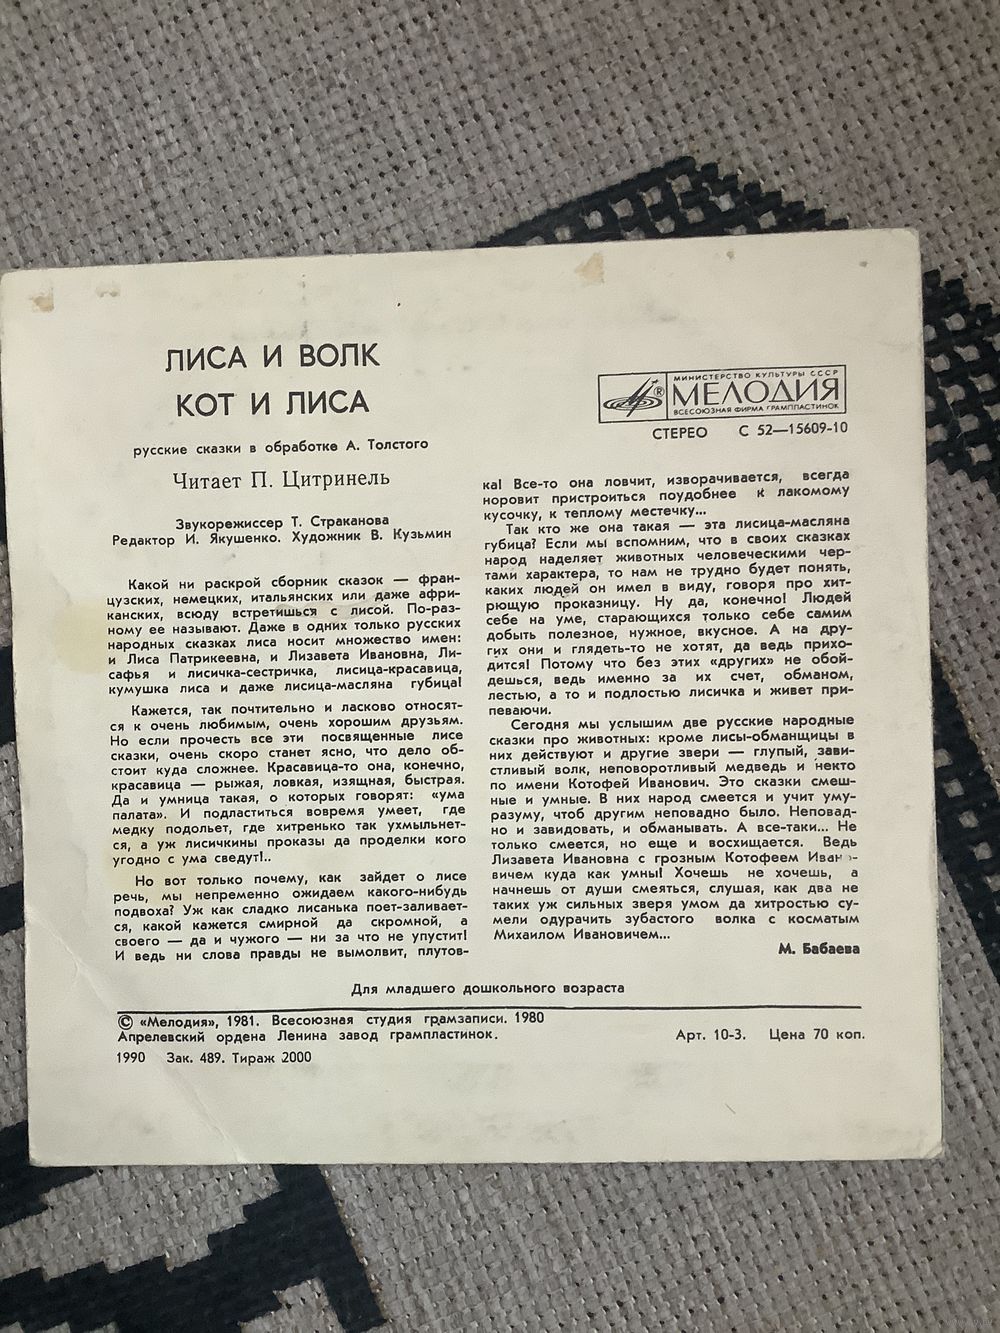 ЛИСА И ВОЛК
КОТ И ЛИСА
русские сказки в обработке А. Толстого
Читает П. Цитринель
Звукорежиссер Т. Страканова
Редактор И. Якушенко. Художник В. Кузьмин
МИНИСТЕРСТВО КУЛЬТУРЫ СССР
® МЕЛОДИЯ
ВСЕСОЮЗНАЯ ФИРМА ГРАМПЛАСТИНОК
СТЕРЕО С 52—15609-10
Какой ни раскрой сборник сказок — фран-
цузских, немецких, итальянских или даже афри-
канских, всюду встретишься с лисой. По-раз-
ному ее называют. Даже в одних только русских
народных сказках лиса носит множество имен:
и Лиса Патрикеевна, и Лизавета Ивановна, Ли-
сафья и лисичка-сестричка, лисица-красавица,
кумушка лиса и даже лисица-масляна губица!
Кажется, так почтительно и ласково относят-
ся к очень любимым, очень хорошим друзьям.
Но если прочесть все эти посвященные лисе
сказки, очень скоро станет ясно, что дело об-
стоит куда сложнее. Красавица-то она, конечно,
красавица — рыжая, ловкая, изящная, быстрая.
Да и умница такая, о которых говорят: «ума
палата». И подластиться вовремя умеет, где
медку подольет, где хитренько так ухмыльнет-
ся, а уж лисичкины проказы да проделки кого
угодно с ума сведут!..
Но вот только почему, как зайдет о лисе
речь, мы непременно ожидаем какого-нибудь
подвоха? Уж как сладко лисанька поет-заливает-
ся, какой кажется смирной да скромной, а
своего — да и чужого — ни за что не упустит!
И ведь ни слова правды не вымолвит, плутов-
ка! Все-то она ловчит, изворачивается, всегда
норовит пристроиться поудобнее к лакомому
кусочку, к теплому местечку...
Так кто же она такая — эта лисица-масляна
губица? Если мы вспомним, что в своих сказках
народ наделяет животных человеческими чер-
тами характера, то нам не трудно будет понять,
каких людей он имел в виду, говоря про хит-
рющую проказницу. Ну да, конечно! Людей
себе на уме, старающихся только себе самим
добыть полезное, нужное, вкусное. А на дру-
гих они и глядеть-то не хотят, да ведь прихо-
дится! Потому что без этих «других» не обой-
дешься, ведь именно за их счет, обманом,
лестью, а то и подлостью лисичка и живет при-
певаючи.
Сегодня мы услышим две русские народные
сказки про животных: кроме лисы-обманщицы в
них действуют и другие звери — глупый, зави-
стливый волк, неповоротливый медведь и некто
по имени Котофей Иванович. Это сказки смеш-
ные и умные. В них народ смеется и учит уму-
разуму, чтоб другим неповадно было. Неповад-
но и завидовать, и обманывать. А все-таки... Не
только смеется, но еще и восхищается. Ведь
Лизавета Ивановна с грозным Котофеем Ивано-
вичем куда как умны! Хочешь не хочешь, а
начнешь от души смеяться, слушая, как два не
таких уж сильных зверя умом да хитростью су-
мели одурачить зубастого волка с косматым
Михаилом Ивановичем...
М. Бабаева
Для младшего дошкольного возраста
© «Мелодия», 1981. Всесоюзная студия грамзаписи. 1980
Апрелевский ордена Ленина завод грампластинок. Арт. 10-3. Цена 70 коп.
1990 Зак. 489. Тираж 2000